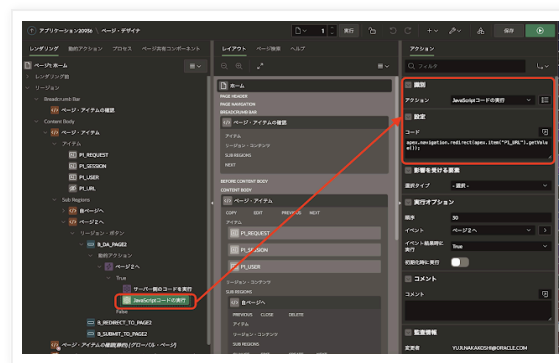 アプリケーション20936 \ ページ・デザイナ
1
実行
保存
レンダリング 動的アクション プロセス ページ共有コンポーネント
レイアウト ページ検索 ヘルプ
アクション
ページ1: ホーム
レンダリング前
リージョン
Breadcrumb Bar
ページ・アイテムの確認
Content Body
ページ・アイテム
アイテム
P1_REQUEST
P1_SESSION
P1_USER
P1_URL
Sub Regions
自ページへ
ページ2へ
リージョン・ボタン
B_DA_PAGE2
動的アクション
ページ2へ
True
サーバー側のコードを実行
JavaScriptコードの実行
False
B_REDIRECT_TO_PAGE2
B_SUBMIT_TO_PAGE2
ページ・アイテムの確認(静的) [グローバル・ページ]
ホーム
PAGE HEADER
PAGE NAVIGATION
BREADCRUMB BAR
ページ・アイテムの確認
アイテム
リージョン・コンテンツ
SUB REGIONS
NEXT
BEFORE CONTENT BODY
CONTENT BODY
ページ・アイテム
COPY EDIT PREVIOUS NEXT
アイテム
P1_REQUEST
P1_SESSION
P1_USER
リージョン・コンテンツ
SUB REGIONS
自ページへ
PREVIOUS CLOSE DELETE
アイテム
リージョン・コンテンツ
SUB REGIONS
フィルタ
識別
アクション JavaScriptコードの実行
設定
コード
apex.navigation.redirect(apex.item("P1_URL").getValu
e());
影響を受ける要素
選択タイプ - 選択 -
実行オプション
順序 30
イベント ページ2へ
イベント結果時に
実行
True
初期化時に実行
コメント
コメント
監査情報
変更者 YUJI.NAKAKOSHI@ORACLE.COM